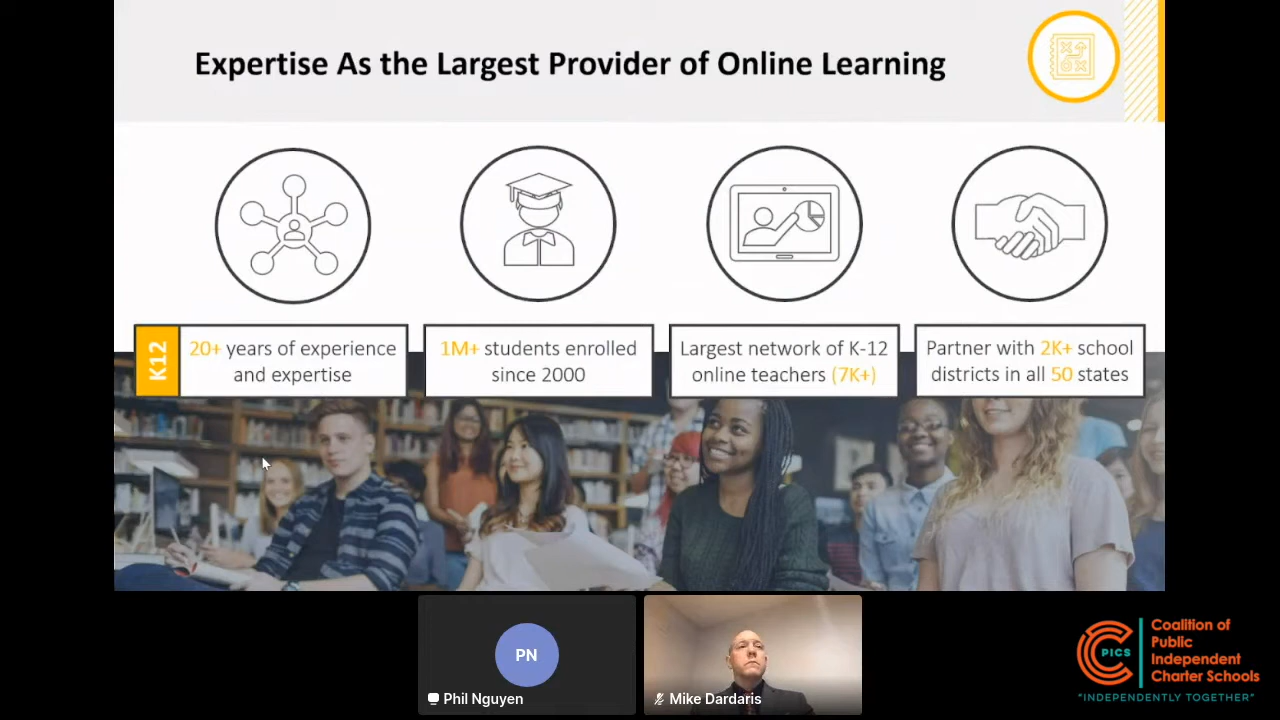 Expertise As the Largest Provider of Online Learning
K12
20+ years of experience
and expertise
1M+ students enrolled
since 2000
Largest network of K-12
online teachers (7K+)
Partner with 2K+ school
districts in all 50 states
PN
Phil Nguyen
Mike Dardaris
PICS
Coalition of
Public
Independent
Charter Schools
"INDEPENDENTLY TOGETHER"